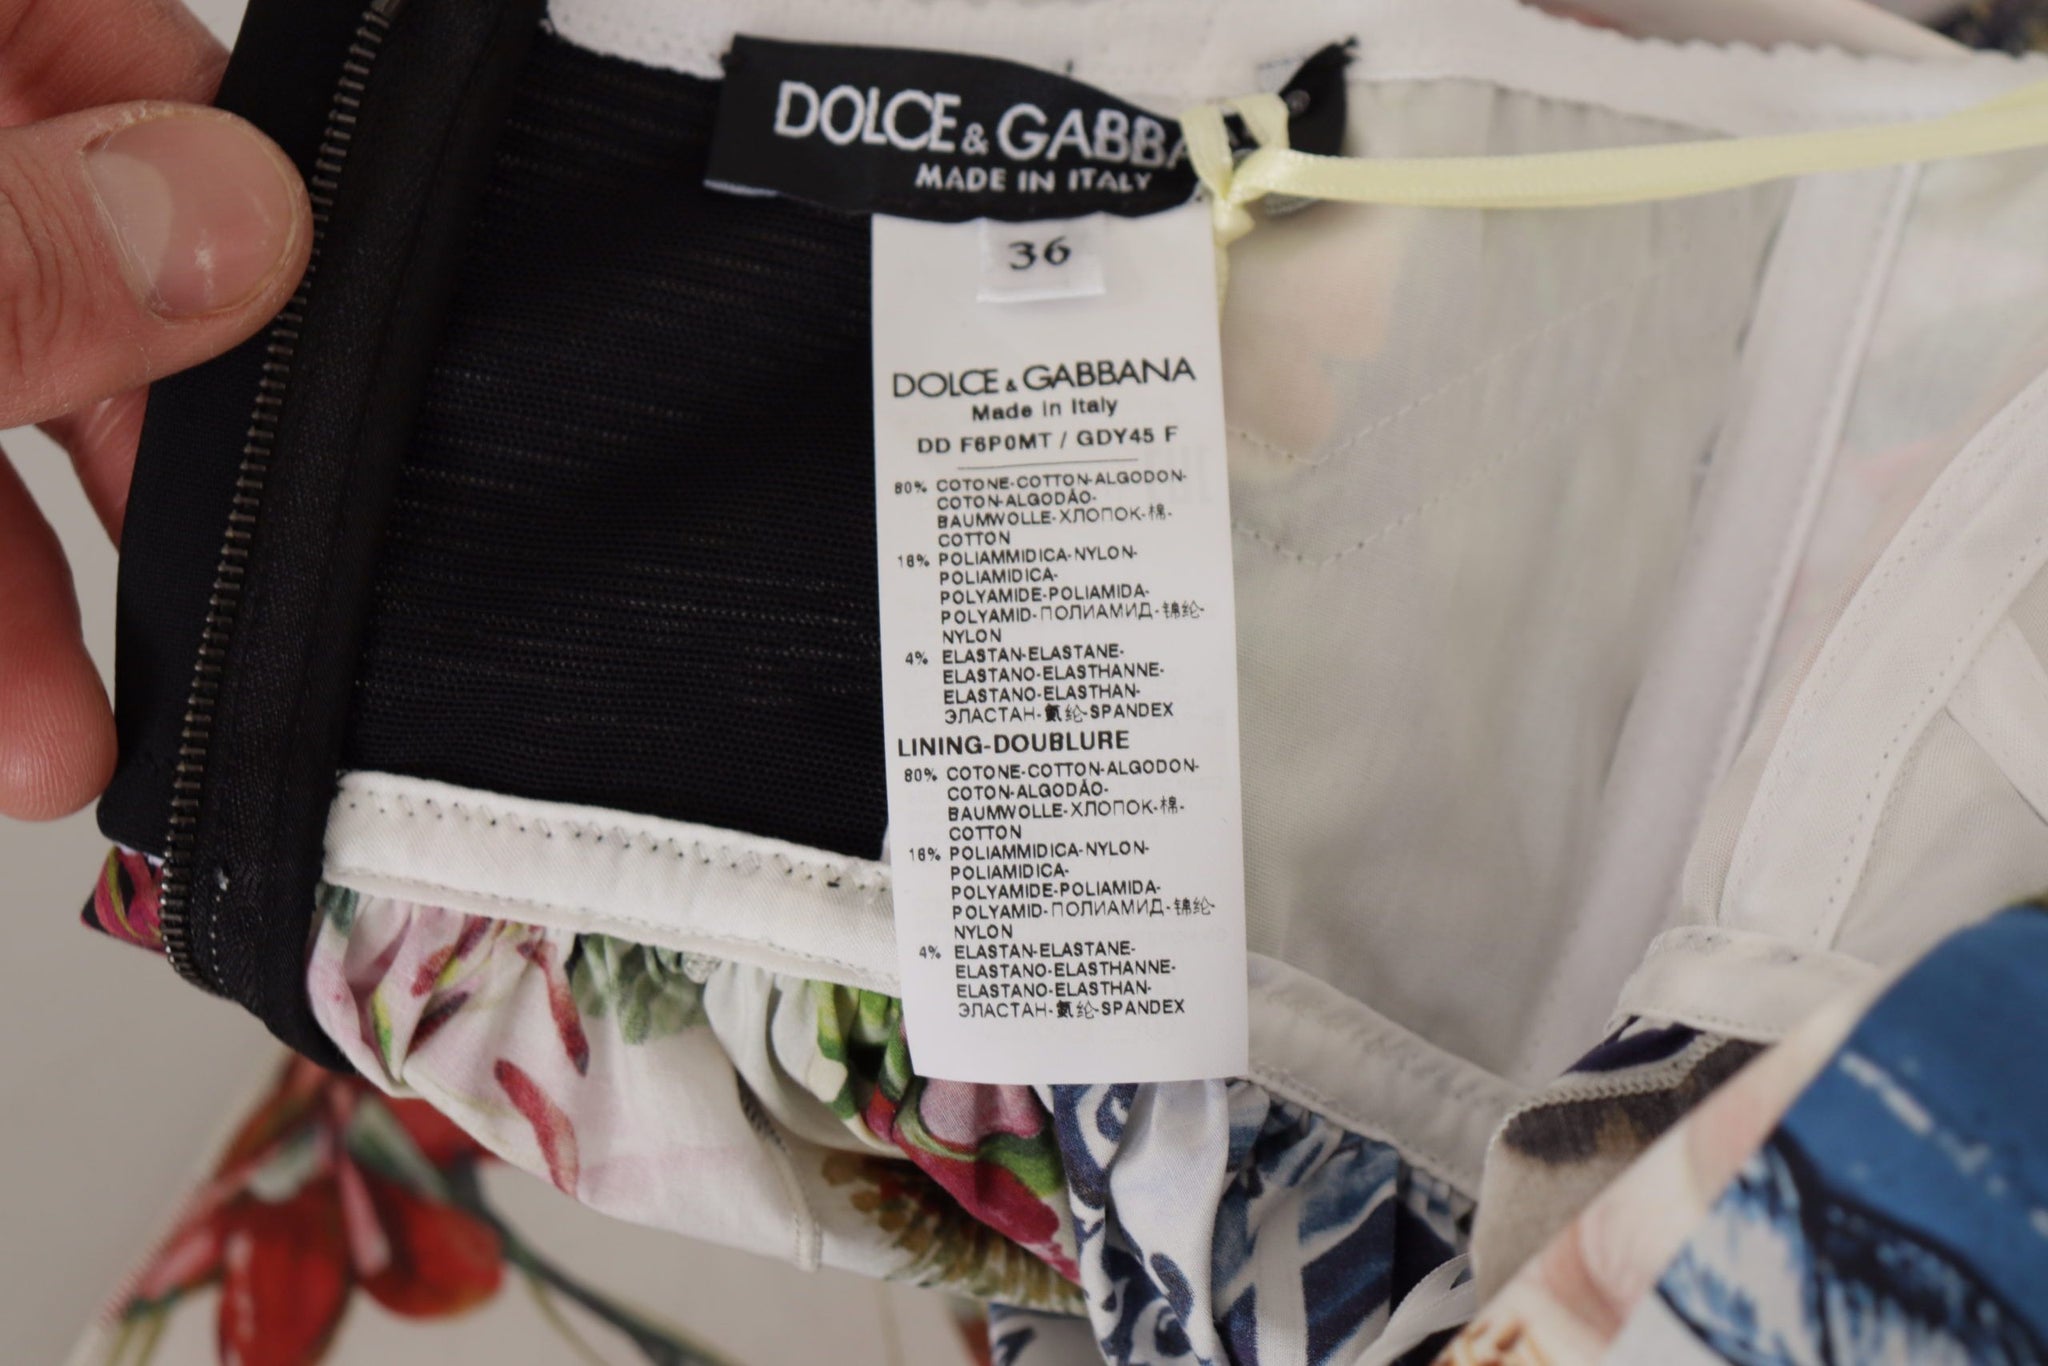 DOLCE & GABBA
MADE IN ITALY
36
DOLCE & GABBANA
Made in Italy
DD F6P0MT / GDY45 F
80% COTONE-COTTON-ALGODON-
COTON-ALGODÃO-
BAUMWOLLE-ХЛОПОК-棉-
COTTON
16% POLIAMMIDICA-NYLON-
POLIAMIDICA-
POLYAMIDE-POLIAMIDA-
POLYAMID-ПОЛИАМИД-锦纶-
NYLON
4% ELASTAN-ELASTANE-
ELASTANO-ELASTHANNE-
ELASTANO-ELASTHAN-
ЭЛАСТАН-氨纶-SPANDEX
LINING-DOUBLURE
80% COTONE-COTTON-ALGODON-
COTON-ALGODÃO-
BAUMWOLLE-ХЛОПОК-棉-
COTTON
16% POLIAMMIDICA-NYLON-
POLIAMIDICA-
POLYAMIDE-POLIAMIDA-
POLYAMID-ПОЛИАМИД-锦纶-
NYLON
4% ELASTAN-ELASTANE-
ELASTANO-ELASTHANNE-
ELASTANO-ELASTHAN-
ЭЛАСТАН-氨纶-SPANDEX